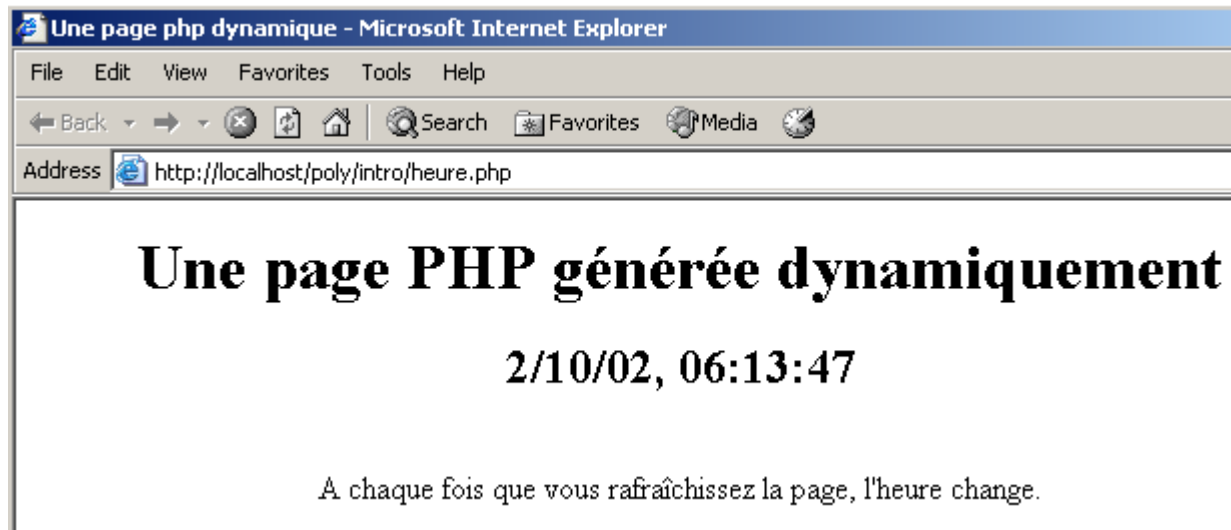 Une page php dynamique - Microsoft Internet Explorer
File Edit View Favorites Tools Help
Back Search Favorites Media
Address http://localhost/poly/intro/heure.php
Une page PHP générée dynamiquement
2/10/02, 06:13:47
A chaque fois que vous rafraîchissez la page, l'heure change.